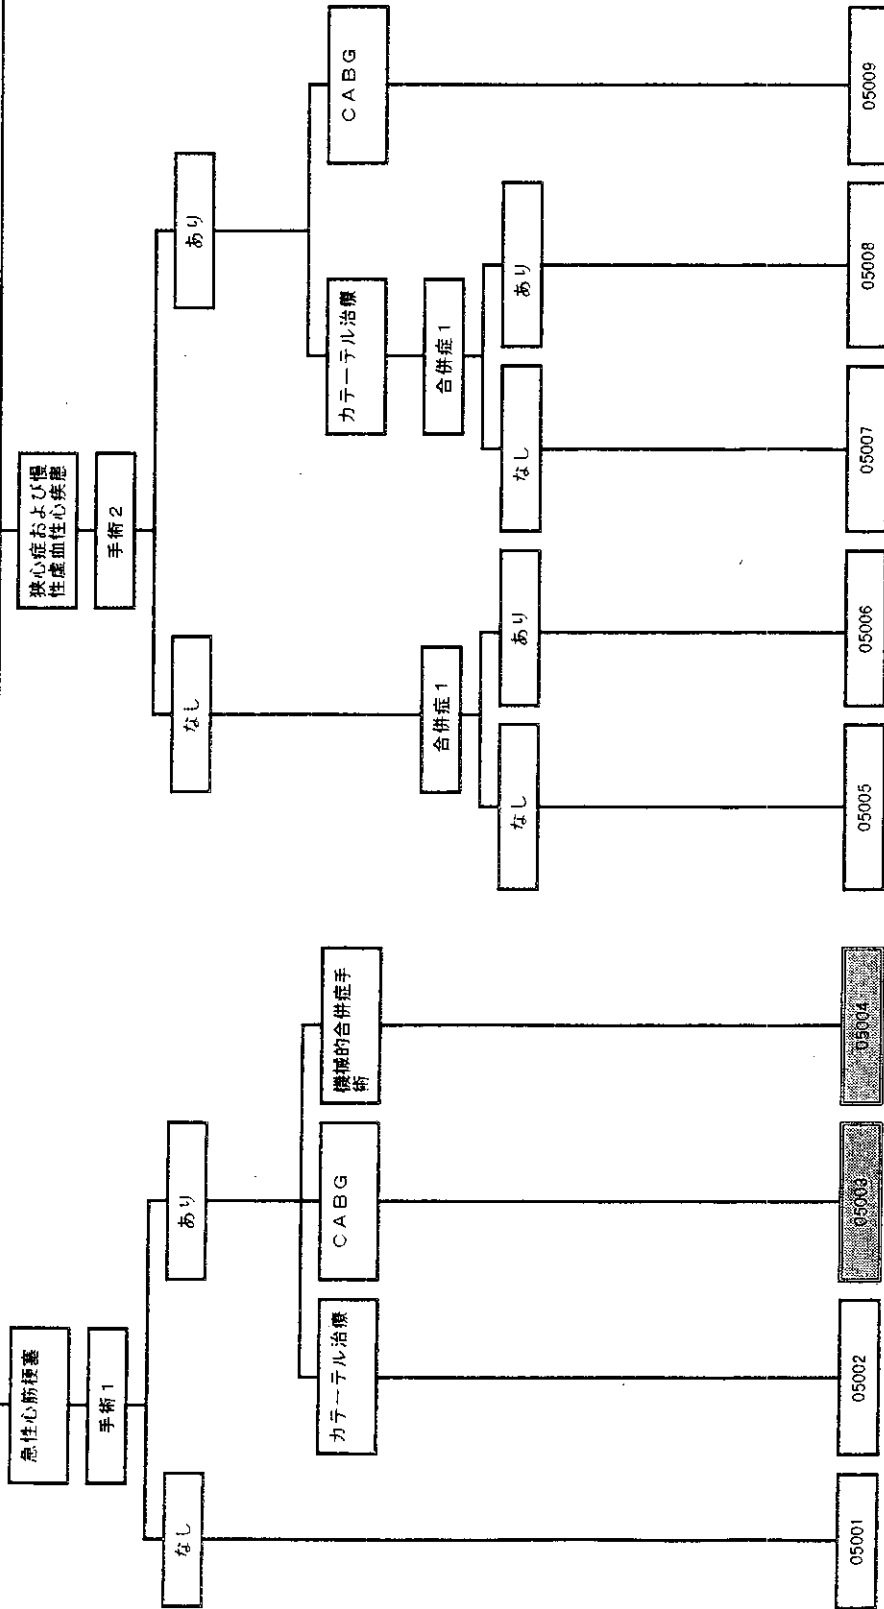 急性心筋梗塞
手術1
なし
あり
カテーテル治療
CABG
機械的合併症手
術
05001
05002
05003
05004
狭心症および慢
性虚血性心疾患
手術2
なし
あり
カテーテル治療
CABG
合併症1
合併症1
なし
あり
なし
あり
05005
05006
05007
05008
05009